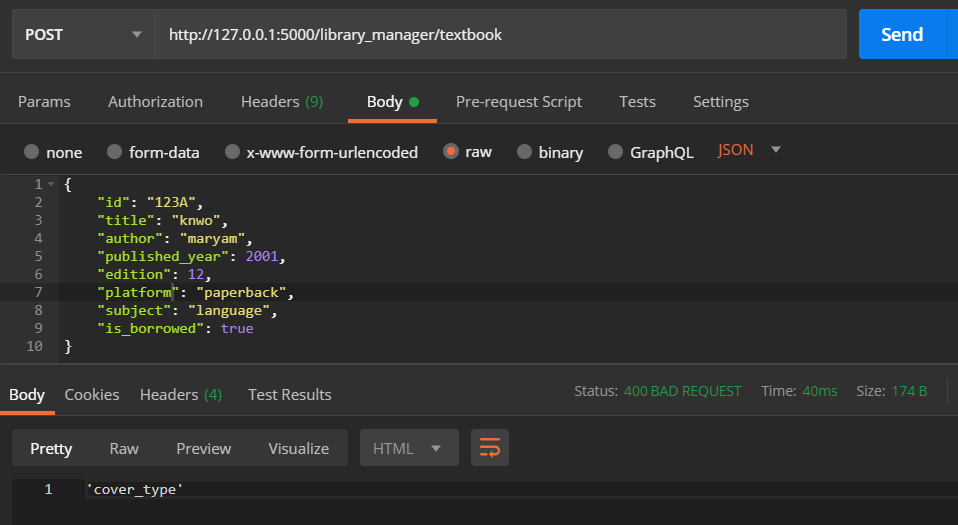 POST http://127.0.0.1:5000/library_manager/textbook Send
Params Authorization Headers (9) Body Pre-request Script Tests Settings
none form-data x-www-form-urlencoded raw binary GraphQL JSON
1 {
2 "id": "123A",
3 "title": "knwo",
4 "author": "maryam",
5 "published_year": 2001,
6 "edition": 12,
7 "platform": "paperback",
8 "subject": "language",
9 "is_borrowed": true
10 }
Body Cookies Headers (4) Test Results Status: 400 BAD REQUEST Time: 40ms Size: 174 B
Pretty Raw Preview Visualize HTML
1 'cover_type'